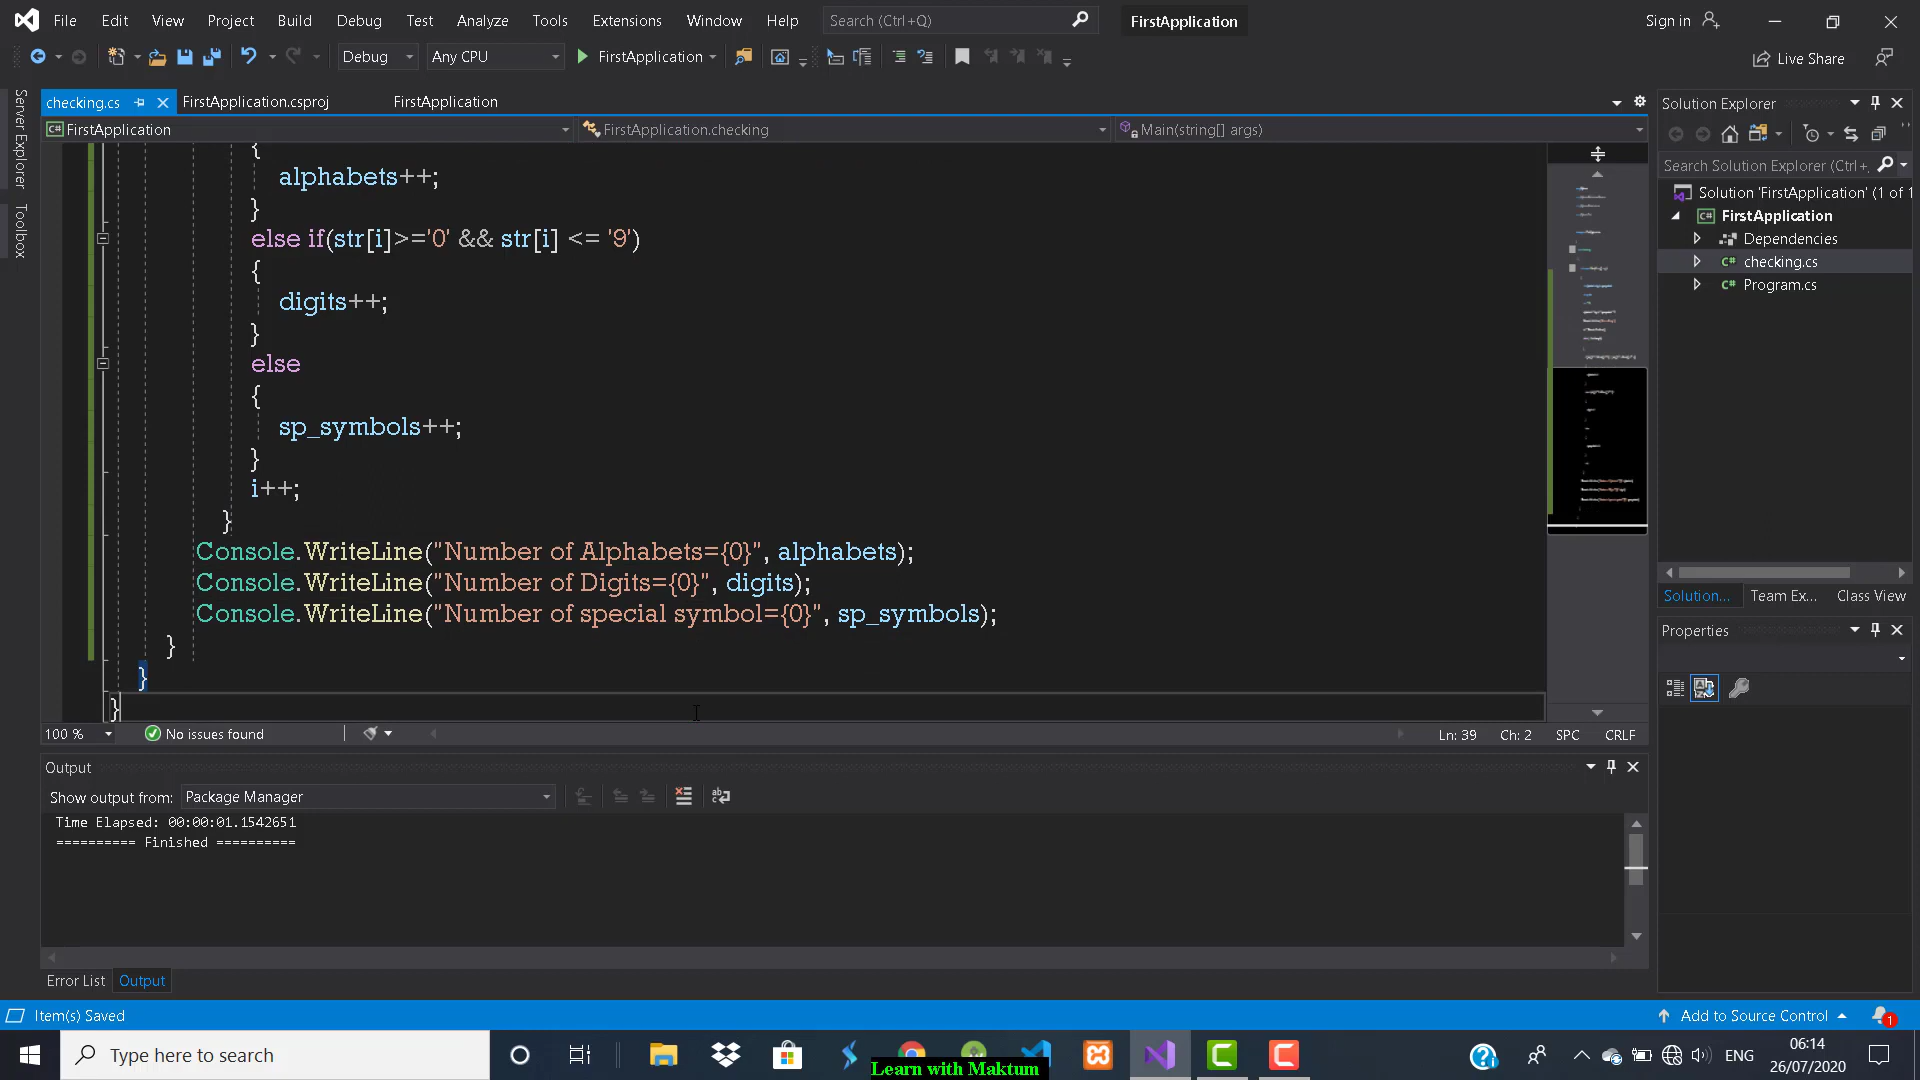 File Edit View Project Build Debug Test Analyze Tools Extensions Window Help Search (Ctrl+Q) FirstApplication Sign in
Debug Any CPU FirstApplication Live Share
Server Explorer
Toolbox
checking.cs FirstApplication.csproj FirstApplication
C# FirstApplication FirstApplication.checking Main(string[] args)
{
alphabets++;
}
else if(str[i]>='0' && str[i] <= '9')
{
digits++;
}
else
{
sp_symbols++;
}
i++;
}
Console.WriteLine("Number of Alphabets={0}", alphabets);
Console.WriteLine("Number of Digits={0}", digits);
Console.WriteLine("Number of special symbol={0}", sp_symbols);
}
}
}
100 % No issues found Ln: 39 Ch: 2 SPC CRLF
Output
Show output from: Package Manager
Time Elapsed: 00:00:01.1542651
========== Finished ==========
Error List Output
Solution Explorer
Search Solution Explorer (Ctrl+,
Solution 'FirstApplication' (1 of 1
C# FirstApplication
Dependencies
C# checking.cs
C# Program.cs
Solution... Team Ex... Class View
Properties
Item(s) Saved Add to Source Control 1
Type here to search
Learn with Maktum
ENG
06:14
26/07/2020